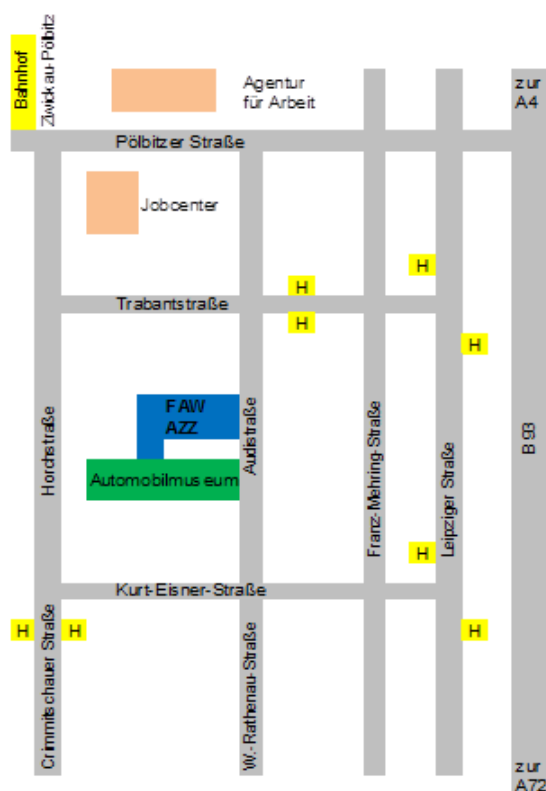 Bahnhof
Zwickau-Pölbitz
Agentur
für Arbeit
zur
A4
Pölbitzer Straße
Jobcenter
H
H
Trabantstraße
H
H
FAW
AZZ
Automobilmuseum
Horchstraße
Audistraße
Franz-Mehring-Straße
Leipziger Straße
B 93
H
Kurt-Eisner-Straße
H
H
H
Crimmitschauer Straße
W.-Rathenau-Straße
zur
A72